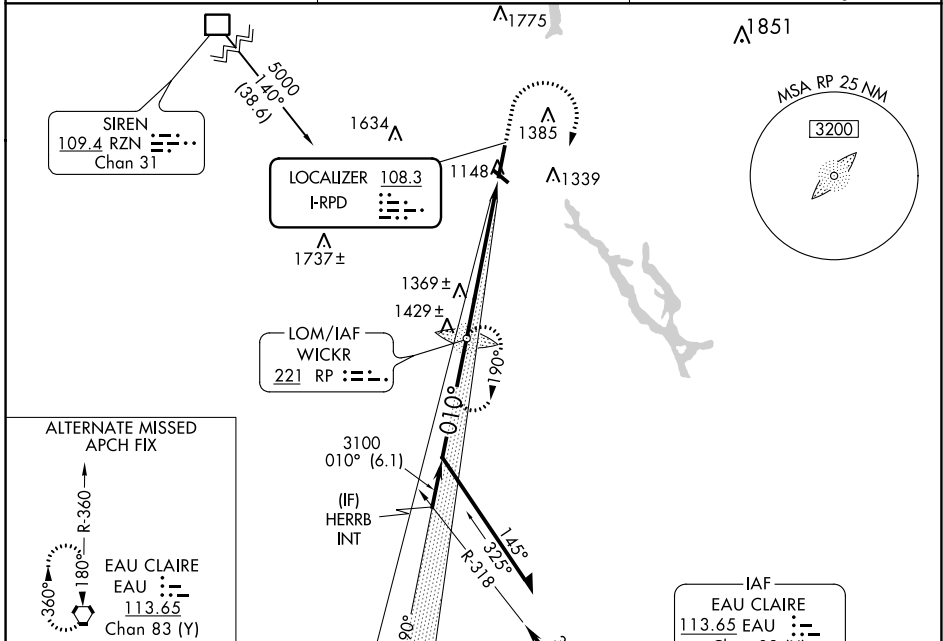 1775
1851
5000
140°
(38.6)
MSA RP 25 NM
3200
SIREN
109.4 RZN
Chan 31
1634
1385
LOCALIZER 108.3
I-RPD
1148
1339
1737±
1369±
1429±
LOM/IAF
WICKR
221 RP
190°
010°
ALTERNATE MISSED
APCH FIX
R-360
360°
180°
EAU CLAIRE
EAU
113.65
Chan 83 (Y)
3100
010° (6.1)
(IF)
HERRB
INT
145°
325°
R-318
90°
IAF
EAU CLAIRE
113.65 EAU